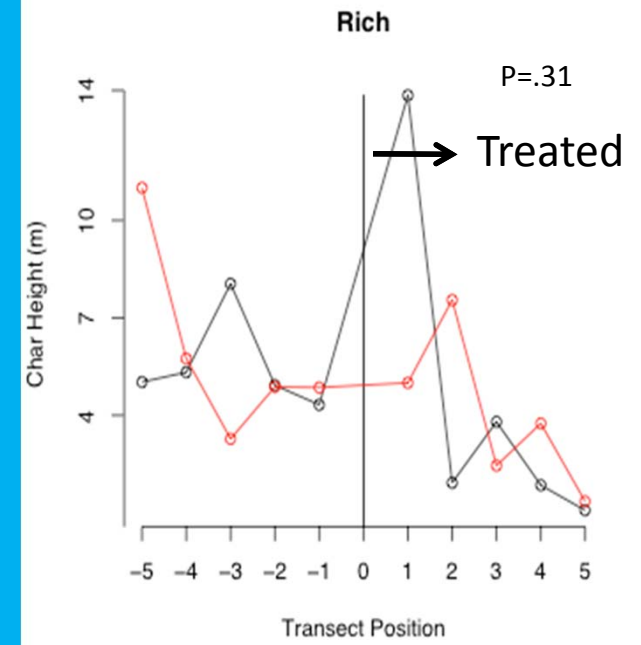 Rich
P=.31
Treated
Char Height (m)
14
10
7
4
−5 −4 −3 −2 −1 0 1 2 3 4 5
Transect Position